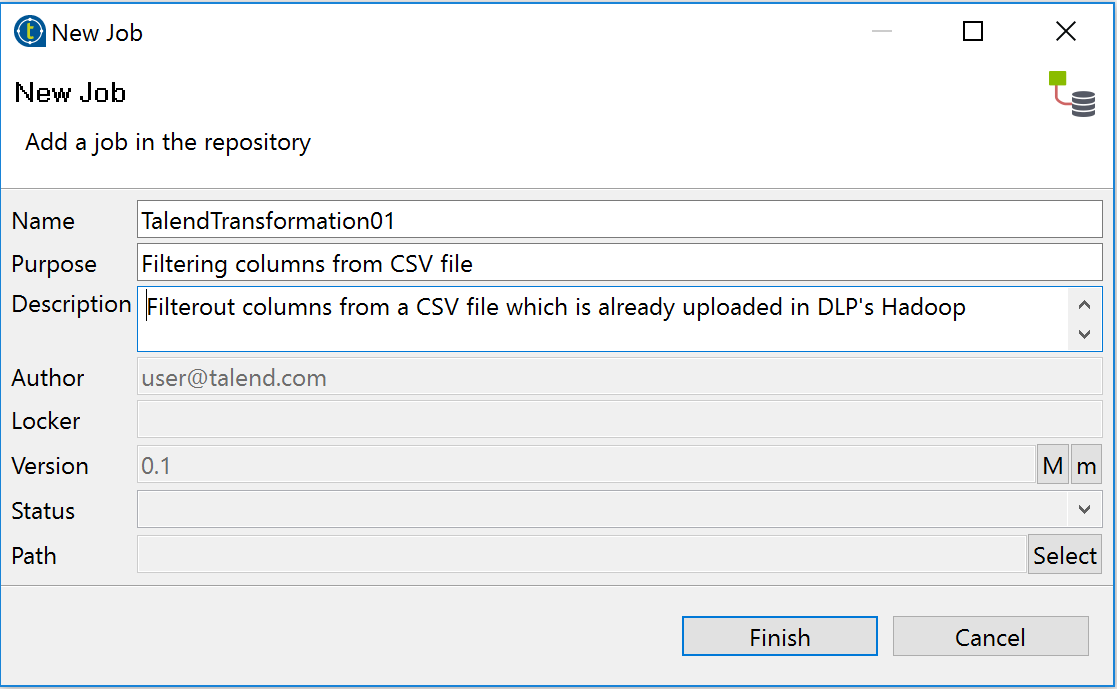 New Job
New Job
Add a job in the repository
Name TalendTransformation01
Purpose Filtering columns from CSV file
Description Filterout columns from a CSV file which is already uploaded in DLP's Hadoop
Author user@talend.com
Locker
Version 0.1 M m
Status
Path Select
Finish Cancel